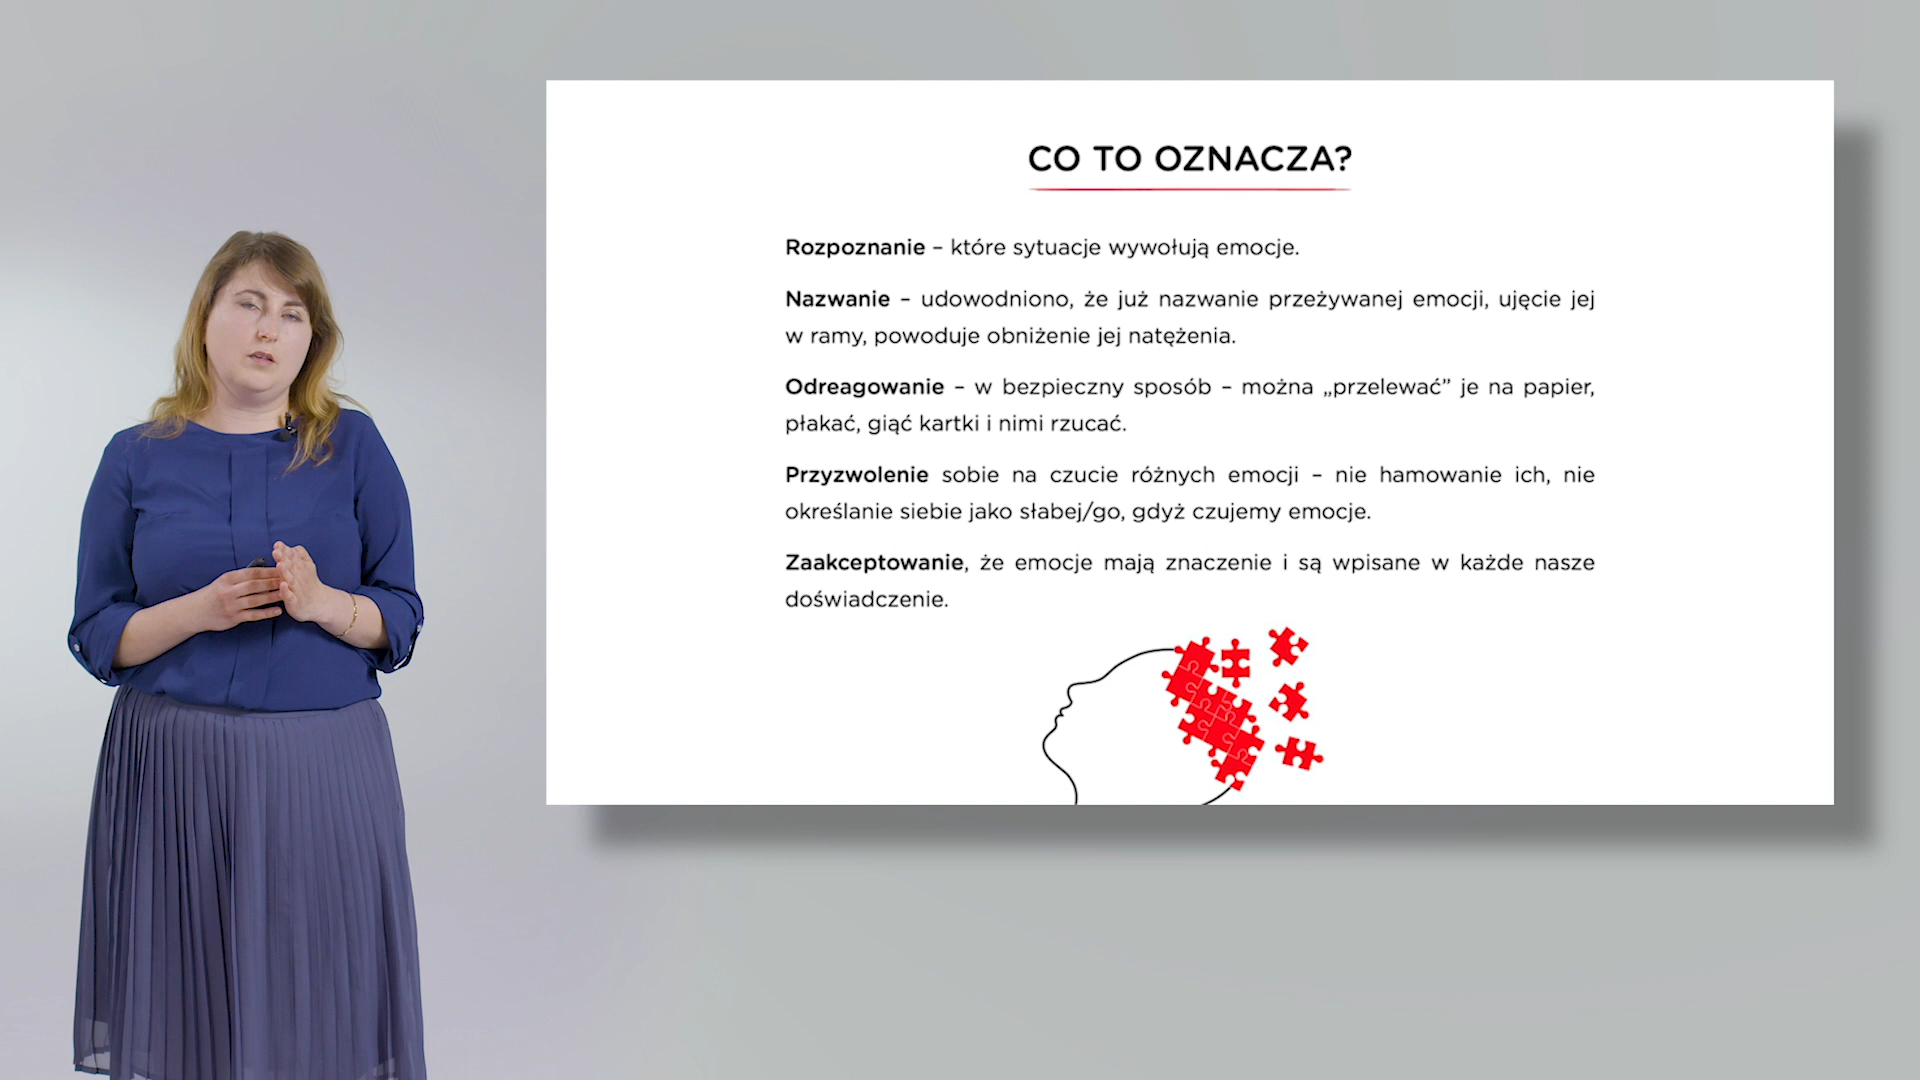 CO TO OZNACZA?
Rozpoznanie – które sytuacje wywołują emocje.
Nazwanie – udowodniono, że już nazwanie przeżywanej emocji, ujęcie jej
w ramy, powoduje obniżenie jej natężenia.
Odreagowanie – w bezpieczny sposób – można „przelewać” je na papier,
płakać, giąć kartki i nimi rzucać.
Przyzwolenie sobie na czucie różnych emocji – nie hamowanie ich, nie
określanie siebie jako słabej/go, gdyż czujemy emocje.
Zaakceptowanie, że emocje mają znaczenie i są wpisane w każde nasze
doświadczenie.